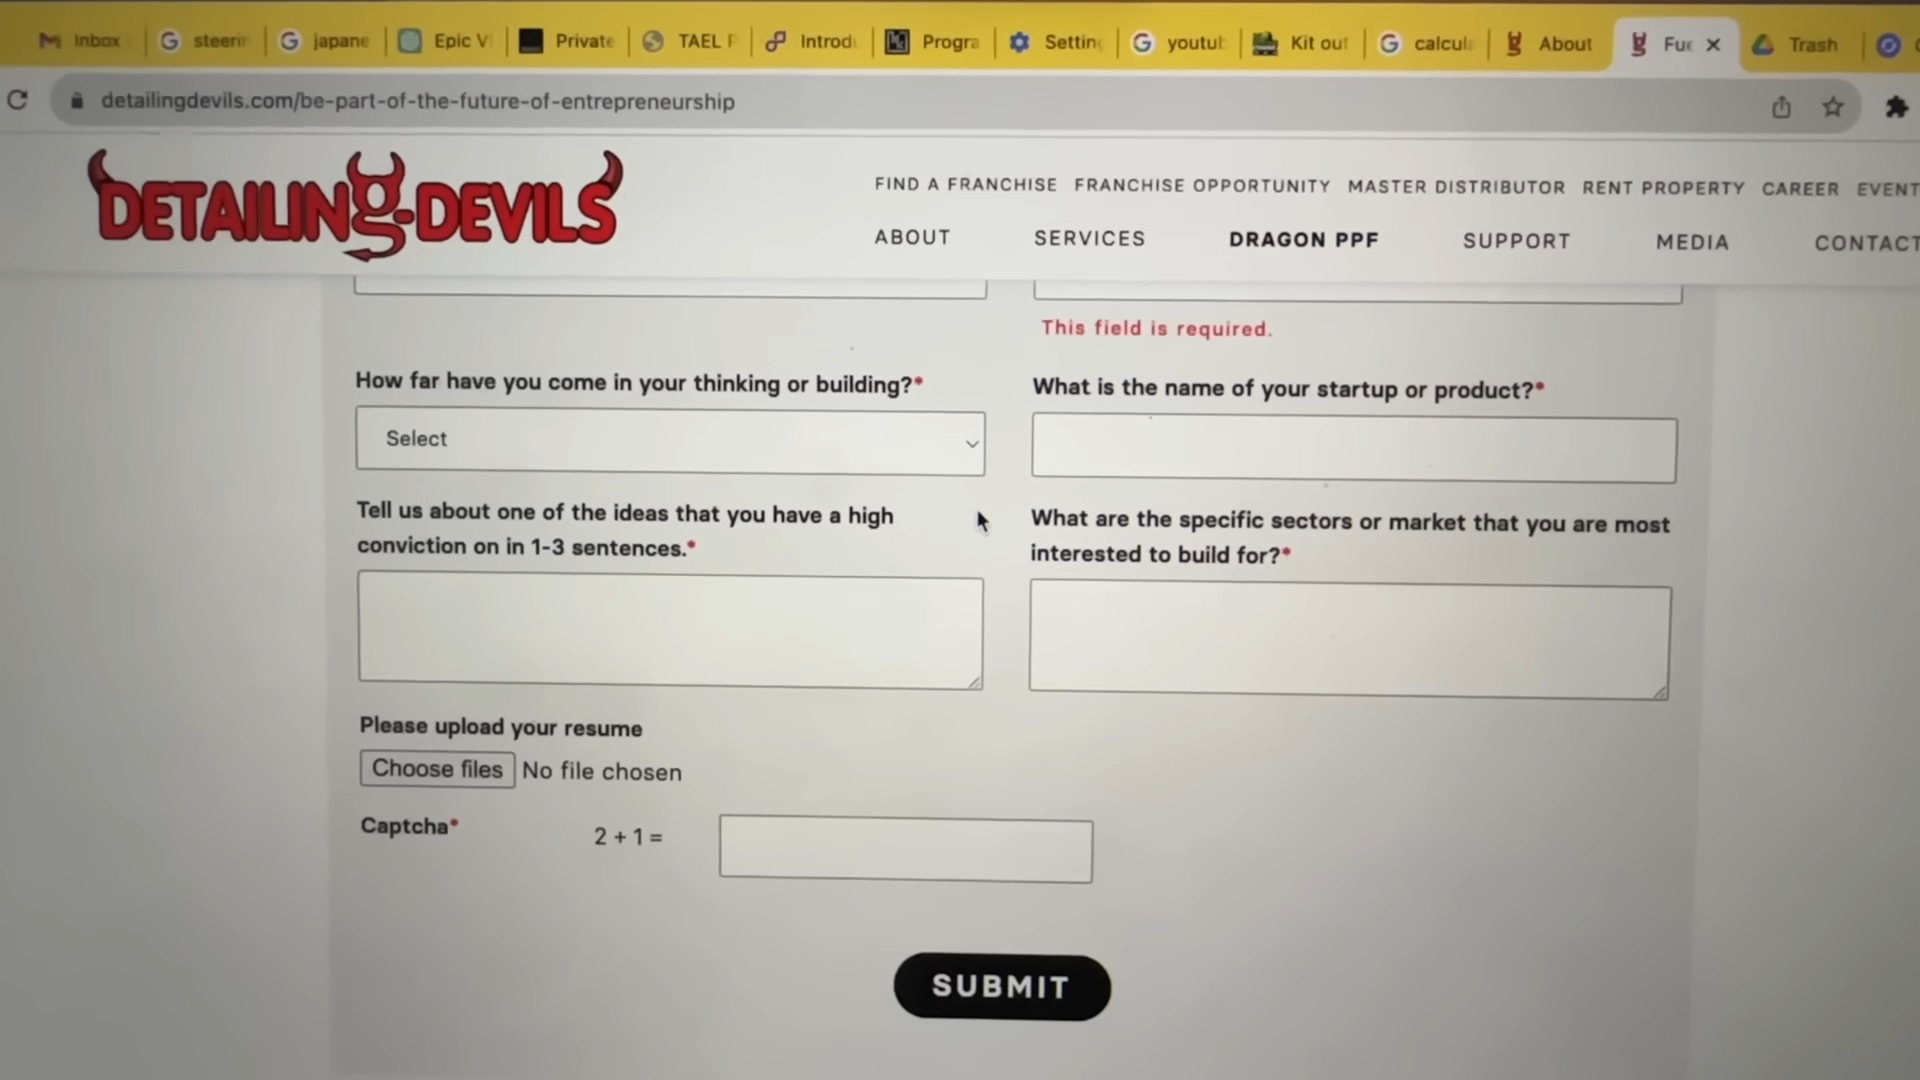 Inbox steerin japane Epic V Private TAEL P Introdu Progra Settin youtub Kit out calcula About Fue Trash
detailingdevils.com/be-part-of-the-future-of-entrepreneurship
DETAILING DEVILS
FIND A FRANCHISE FRANCHISE OPPORTUNITY MASTER DISTRIBUTOR RENT PROPERTY CAREER EVENT
ABOUT SERVICES DRAGON PPF SUPPORT MEDIA CONTACT
This field is required.
How far have you come in your thinking or building?*
What is the name of your startup or product?*
Select
Tell us about one of the ideas that you have a high
conviction on in 1-3 sentences.*
What are the specific sectors or market that you are most
interested to build for?*
Please upload your resume
Choose files No file chosen
Captcha* 2 + 1 =
SUBMIT